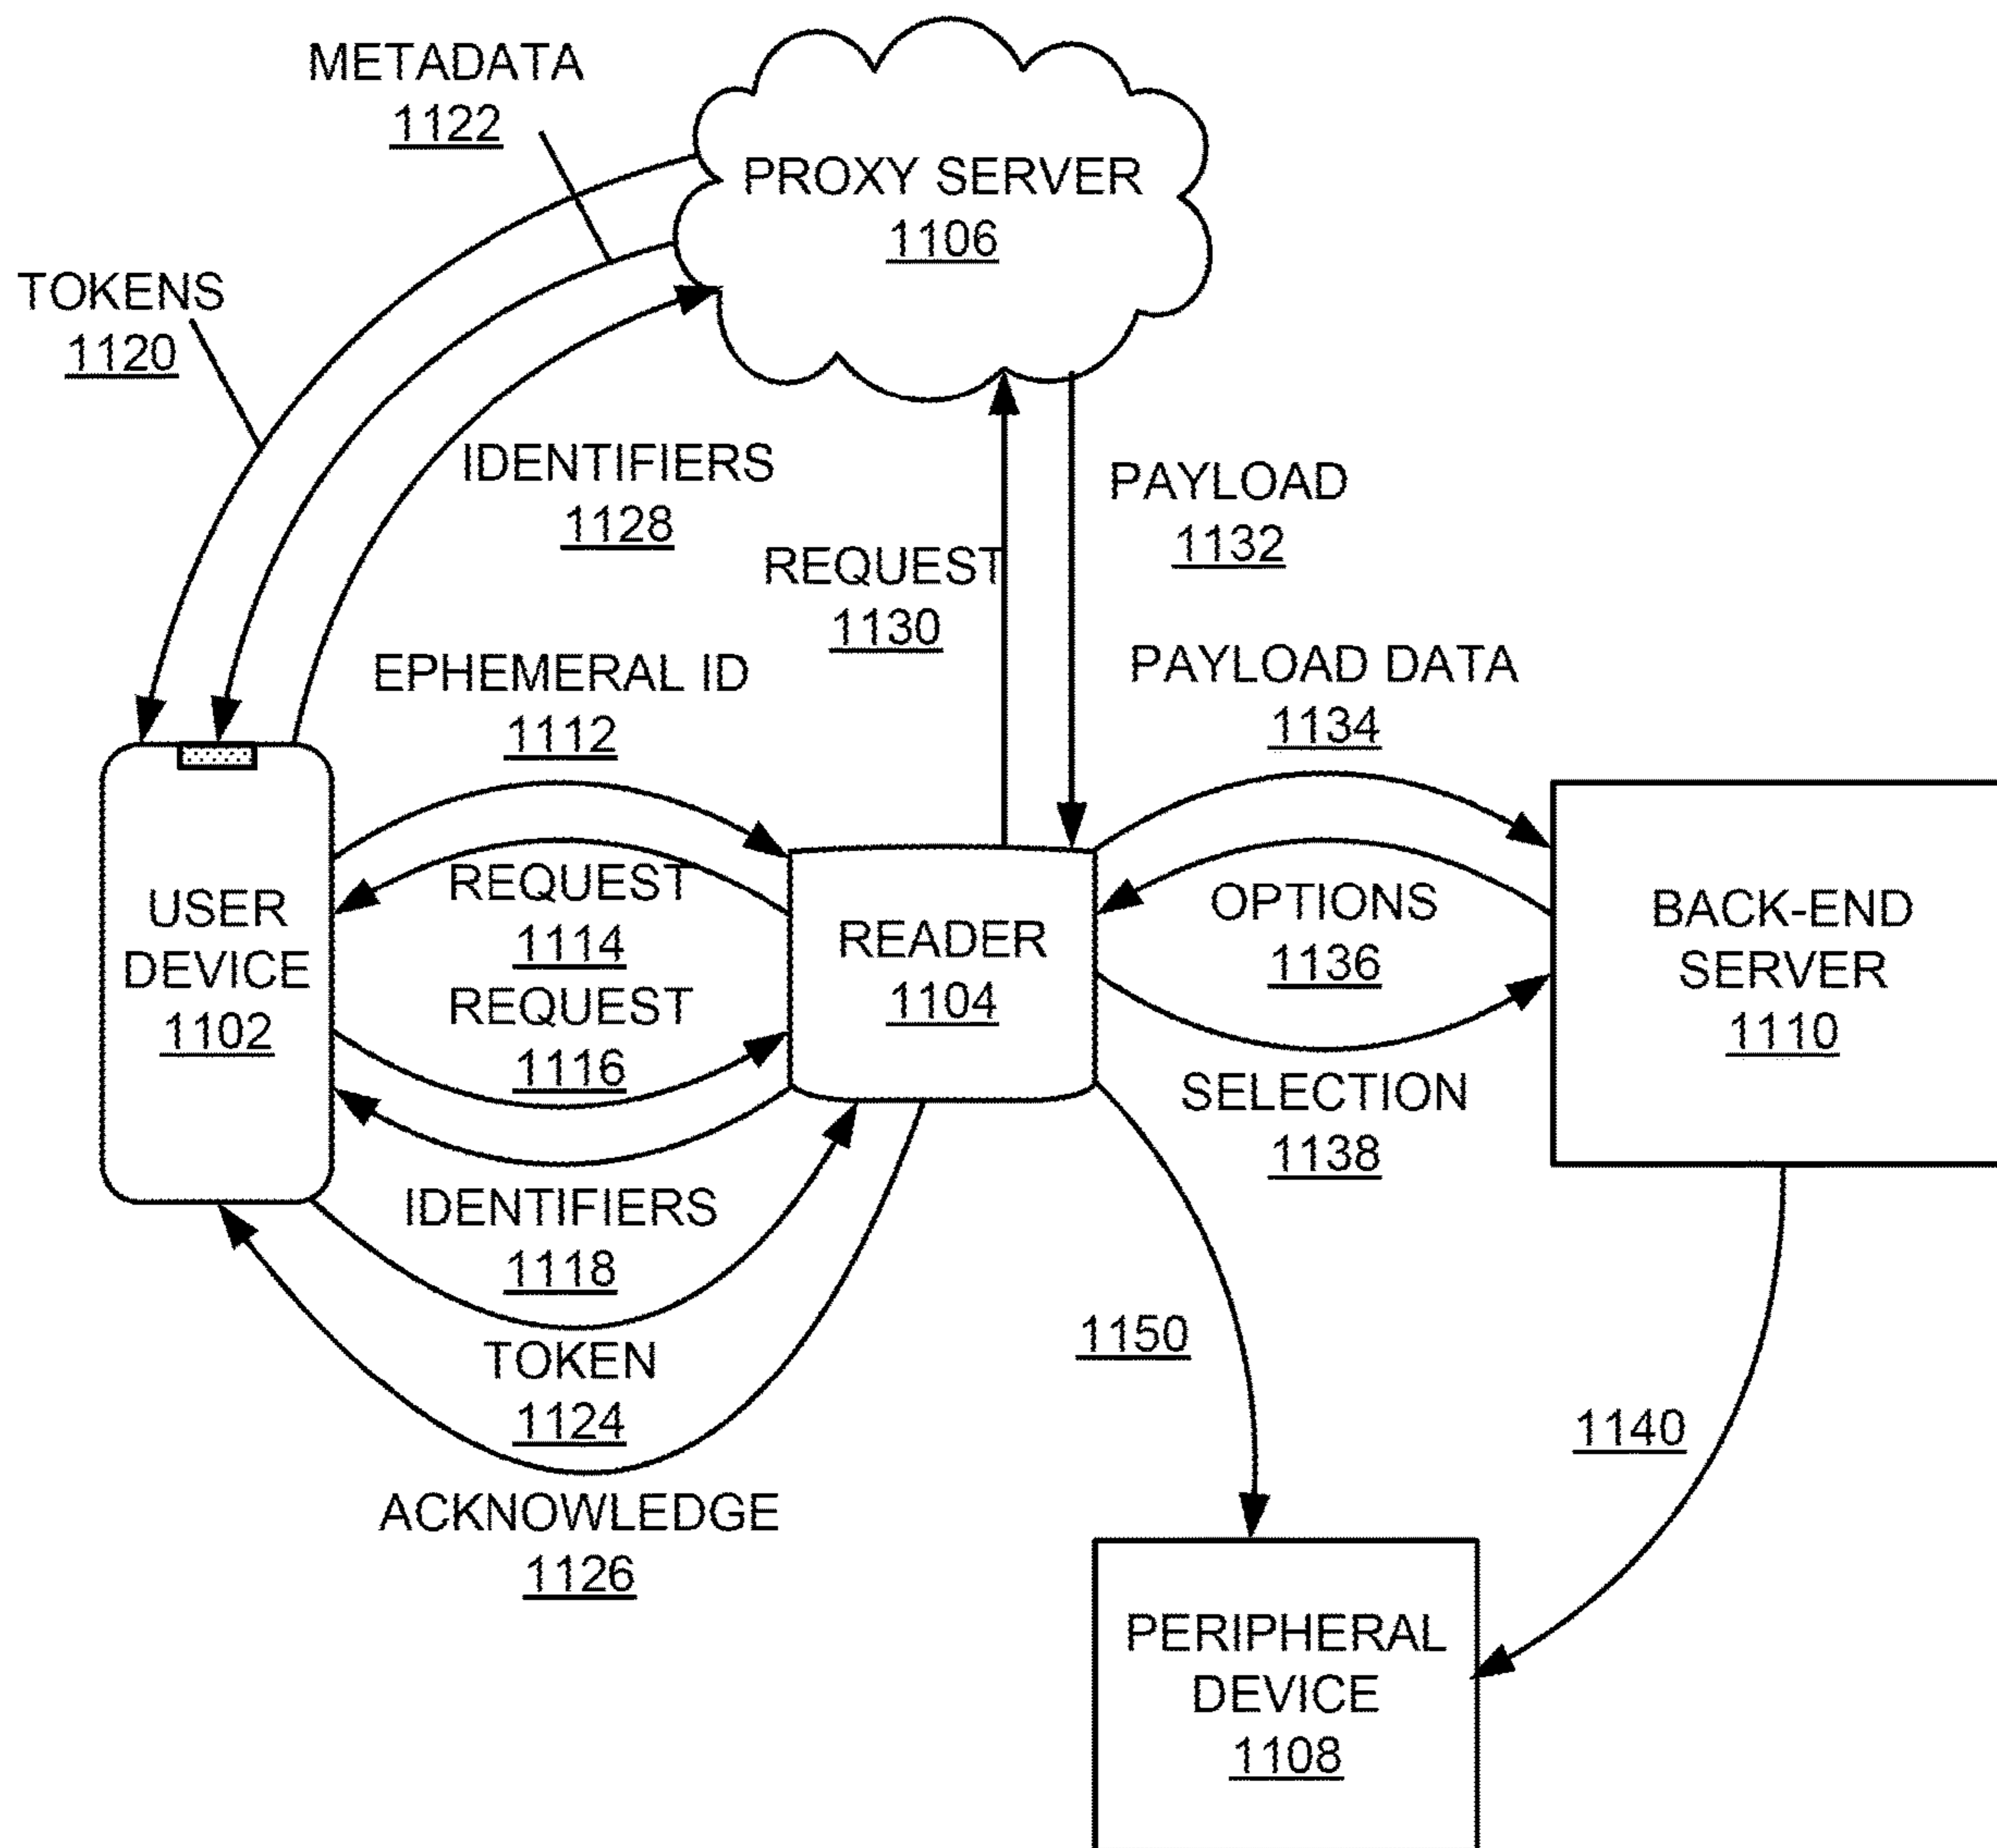 METADATA
1122
PROXY SERVER
1106
TOKENS
1120
IDENTIFIERS
1128
PAYLOAD
1132
REQUEST
1130
EPHEMERAL ID
1112
PAYLOAD DATA
1134
USER
DEVICE
1102
REQUEST
1114
REQUEST
1116
READER
1104
OPTIONS
1136
BACK-END
SERVER
1110
SELECTION
1138
IDENTIFIERS
1118
TOKEN
1124
1150
1140
ACKNOWLEDGE
1126
PERIPHERAL
DEVICE
1108